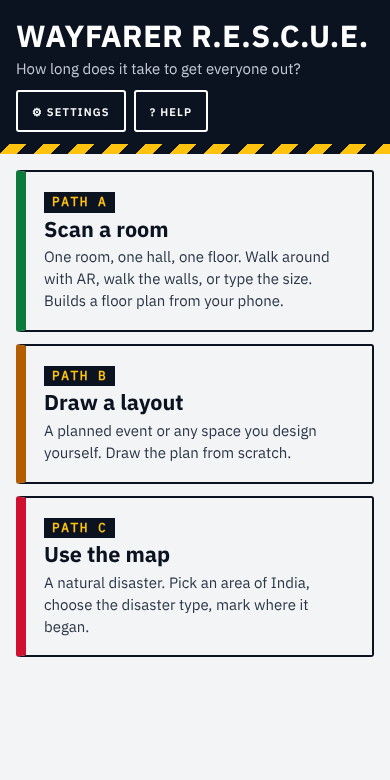 WAYFARER R.E.S.C.U.E.
How long does it take to get everyone out?
⚙ SETTINGS
? HELP
PATH A
Scan a room
One room, one hall, one floor. Walk around
with AR, walk the walls, or type the size.
Builds a floor plan from your phone.
PATH B
Draw a layout
A planned event or any space you design
yourself. Draw the plan from scratch.
PATH C
Use the map
A natural disaster. Pick an area of India,
choose the disaster type, mark where it
began.